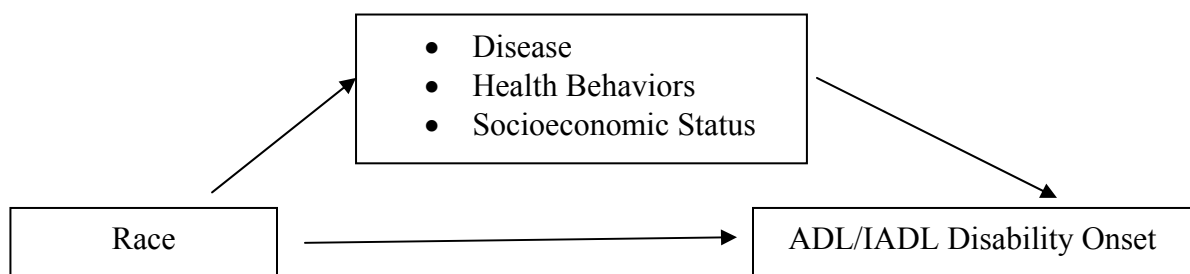 • Disease
• Health Behaviors
• Socioeconomic Status
Race
ADL/IADL Disability Onset